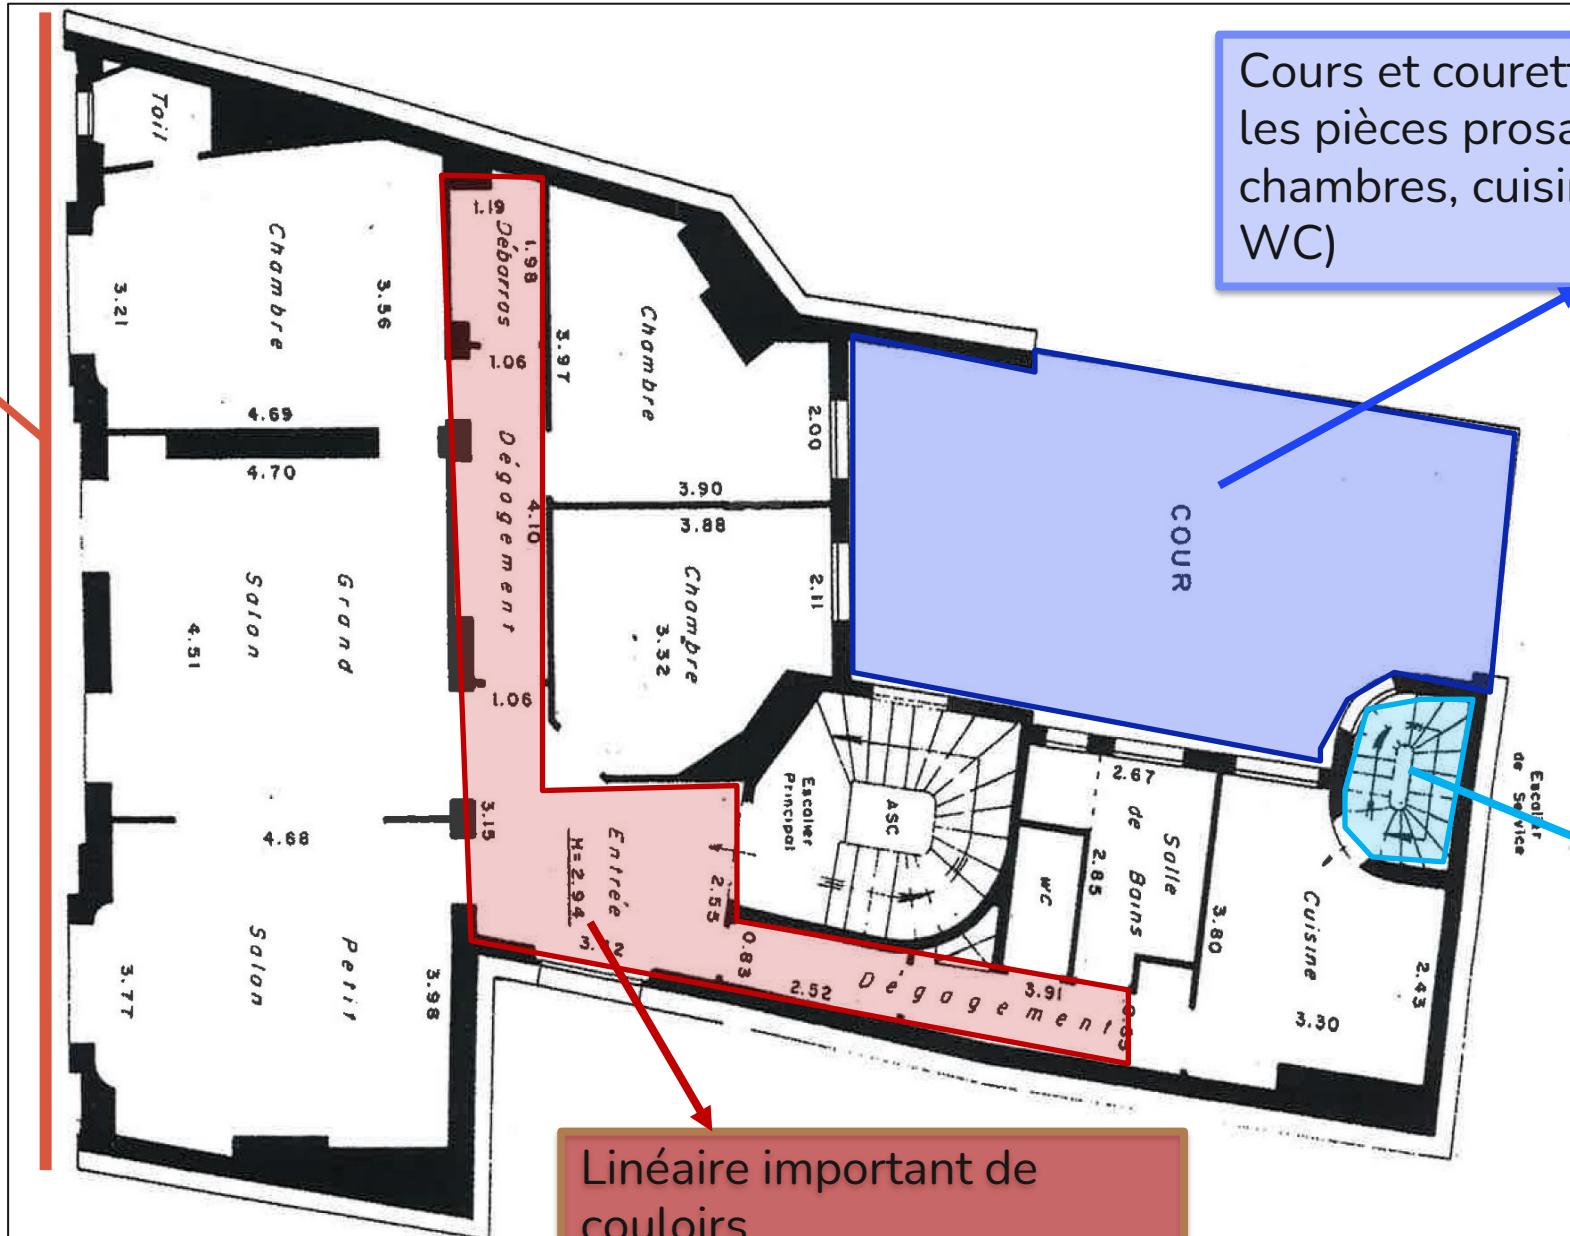 Cours et courett
les pièces prosa
chambres, cuisin
WC)
Toil
Chambre
3.21
3.56
4.69
4.70
1.19
Débarras
1.98
1.06
3.97
Chambre
2.00
3.90
3.88
Dégagement
4.10
1.06
Chambre
3.32
2.11
COUR
Grand
Salon
4.51
4.68
3.15
Petit
Salon
3.77
3.98
Entrée
H=2.94
2.55
0.83
2.52
Dégagement
3.91
Escalier
Principal
ASC
WC
2.67
2.85
Salle
de
Bains
3.80
Cuisine
2.43
3.30
Escalier
de Service
Linéaire important de
couloirs